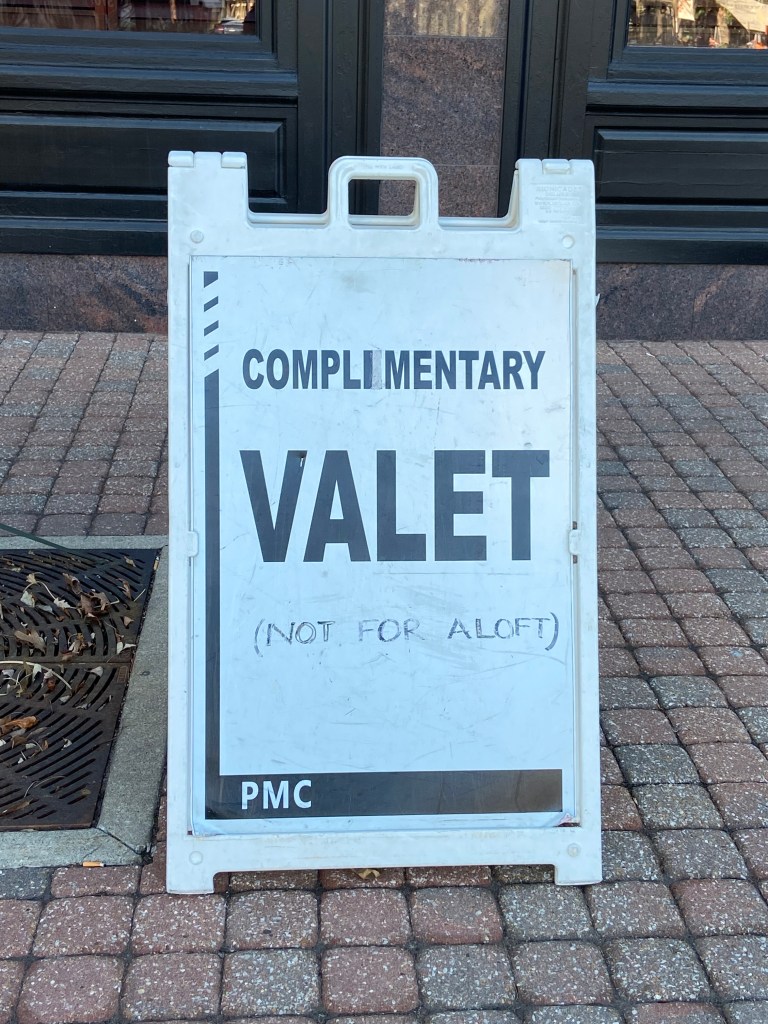 COMPLIMENTARY
VALET
(NOT FOR ALOFT)
PMC